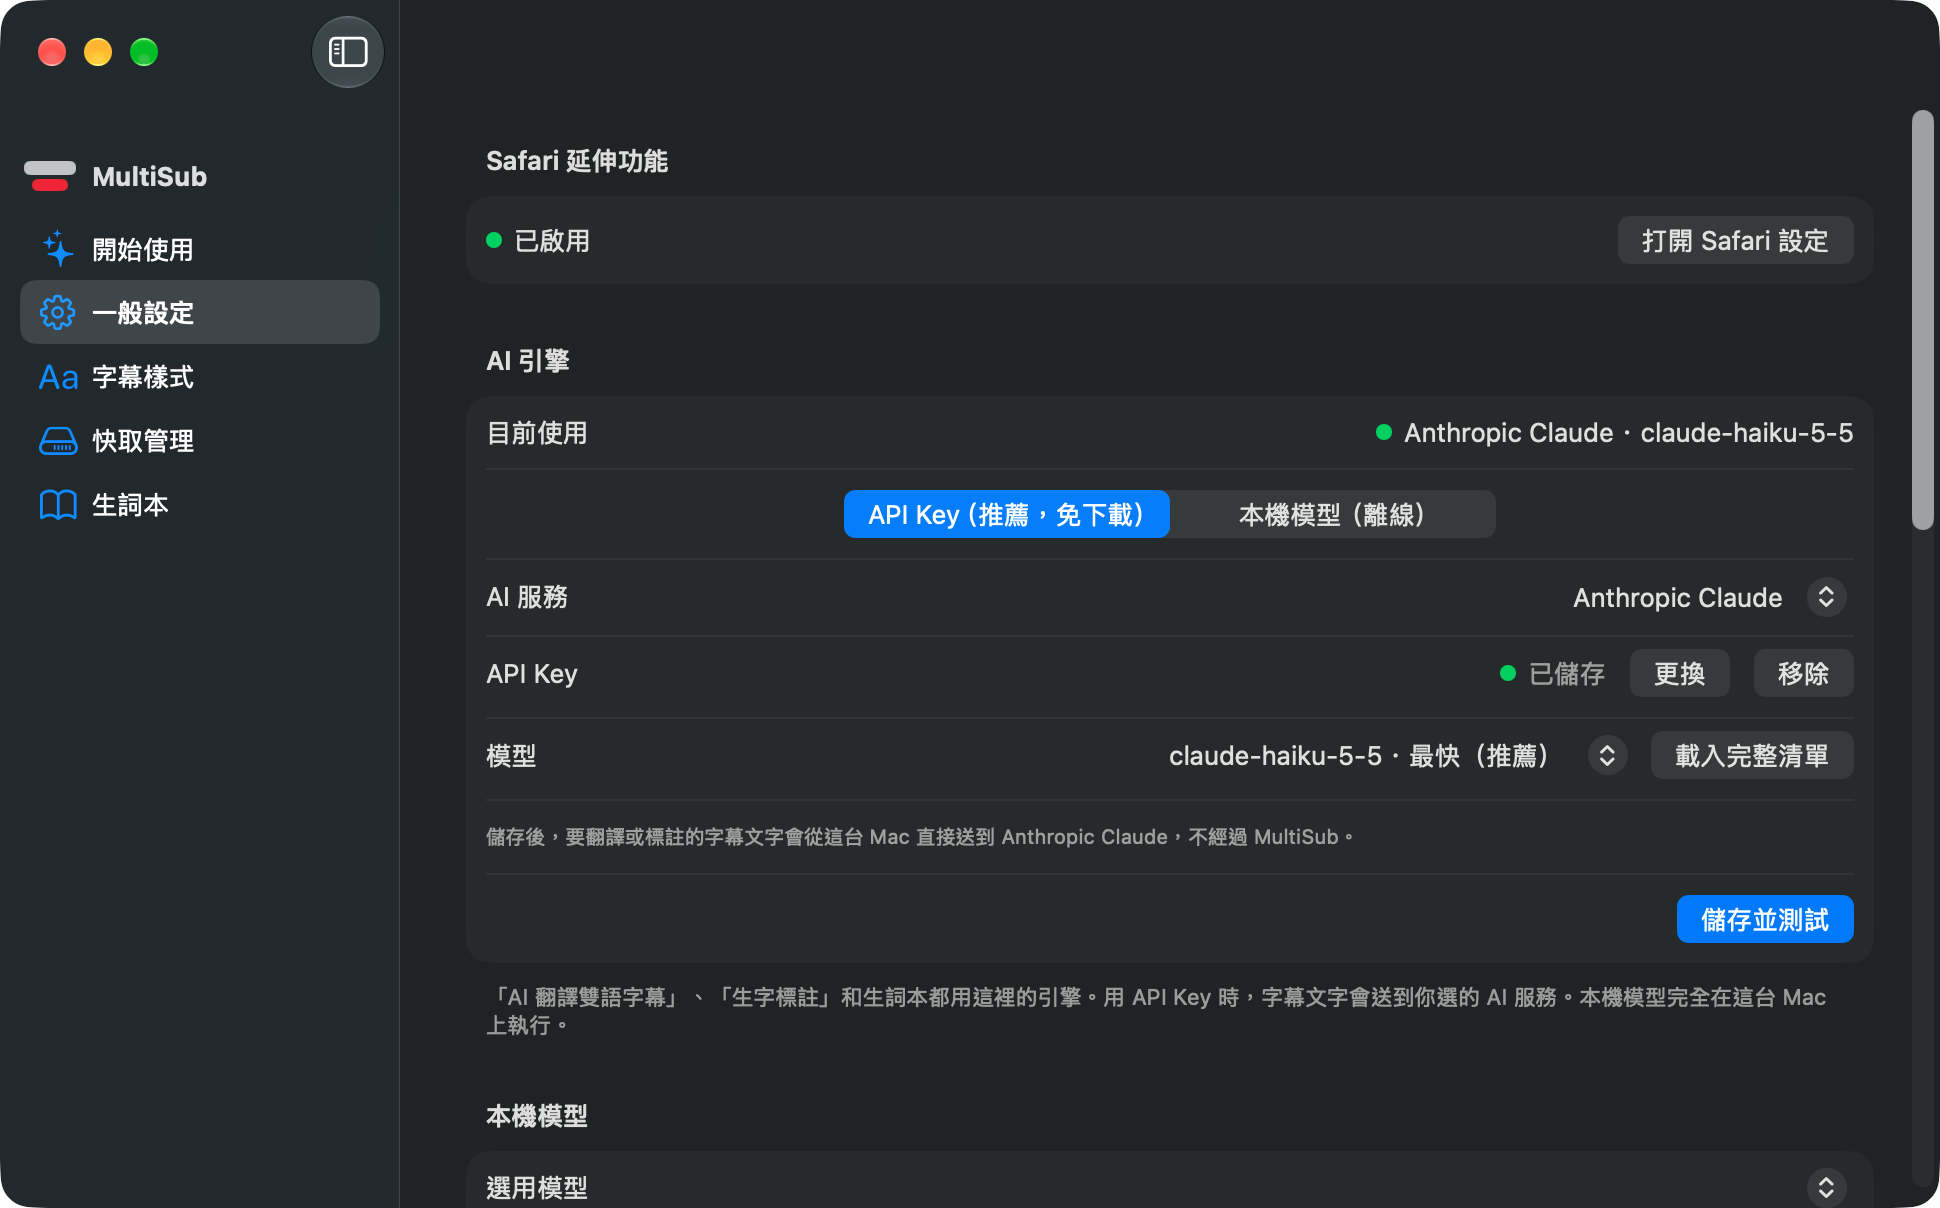 MultiSub
開始使用
一般設定
Aa 字幕樣式
快取管理
生詞本
Safari 延伸功能
已啟用
打開 Safari 設定
AI 引擎
目前使用
Anthropic Claude · claude-haiku-5-5
API Key (推薦，免下載)
本機模型 (離線)
AI 服務
Anthropic Claude
API Key
已儲存
更換
移除
模型
claude-haiku-5-5 · 最快（推薦）
載入完整清單
儲存後，要翻譯或標註的字幕文字會從這台 Mac 直接送到 Anthropic Claude，不經過 MultiSub。
儲存並測試
「AI 翻譯雙語字幕」、「生字標註」和生詞本都用這裡的引擎。用 API Key 時，字幕文字會送到你選的 AI 服務。本機模型完全在這台 Mac
上執行。
本機模型
選用模型